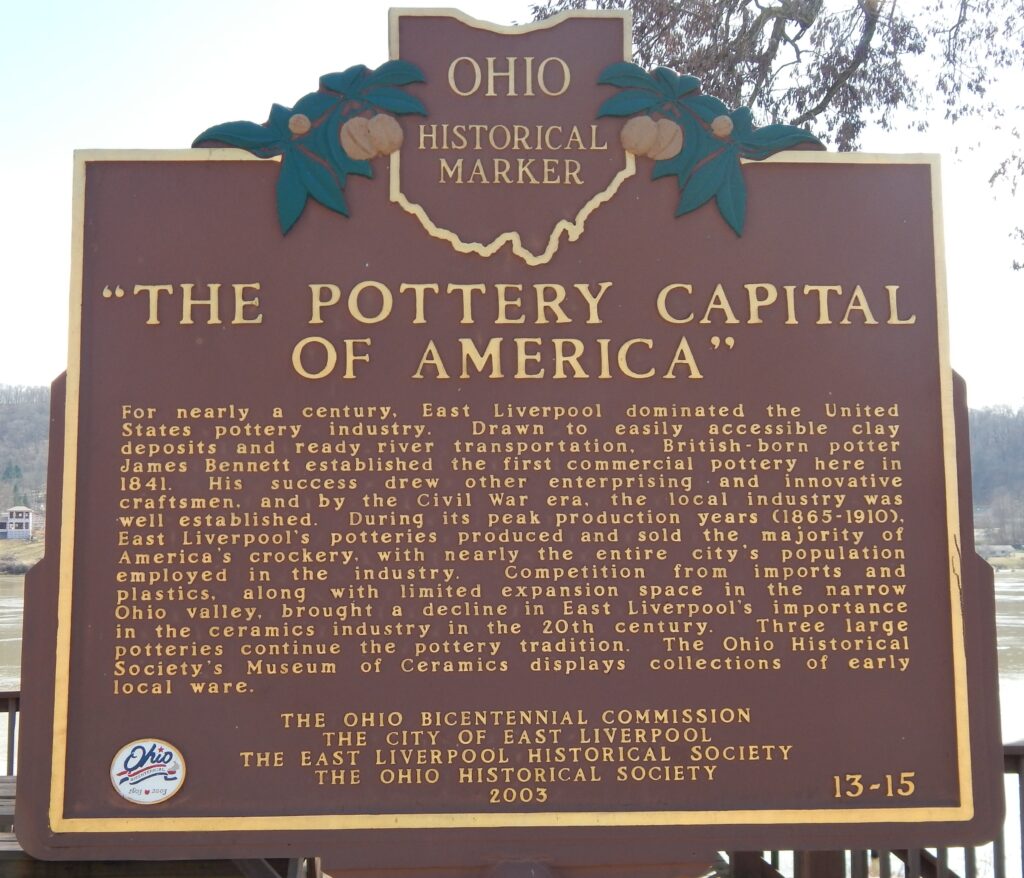 OHIO
HISTORICAL
MARKER
"THE POTTERY CAPITAL
OF AMERICA"
For nearly a century, East Liverpool dominated the United
States pottery industry. Drawn to easily accessible clay
deposits and ready river transportation, British-born potter
James Bennett established the first commercial pottery here in
1841. His success drew other enterprising and innovative
craftsmen, and by the Civil War era, the local industry was
well established. During its peak production years (1865-1910),
East Liverpool's potteries produced and sold the majority of
America's crockery, with nearly the entire city's population
employed in the industry. Competition from imports and
plastics, along with limited expansion space in the narrow
Ohio valley, brought a decline in East Liverpool's importance
in the ceramics industry in the 20th century. Three large
potteries continue the pottery tradition. The Ohio Historical
Society's Museum of Ceramics displays collections of early
local ware.
THE OHIO BICENTENNIAL COMMISSION
THE CITY OF EAST LIVERPOOL
THE EAST LIVERPOOL HISTORICAL SOCIETY
THE OHIO HISTORICAL SOCIETY
2003
13-15
Ohio
BICENTENNIAL
1803 2003